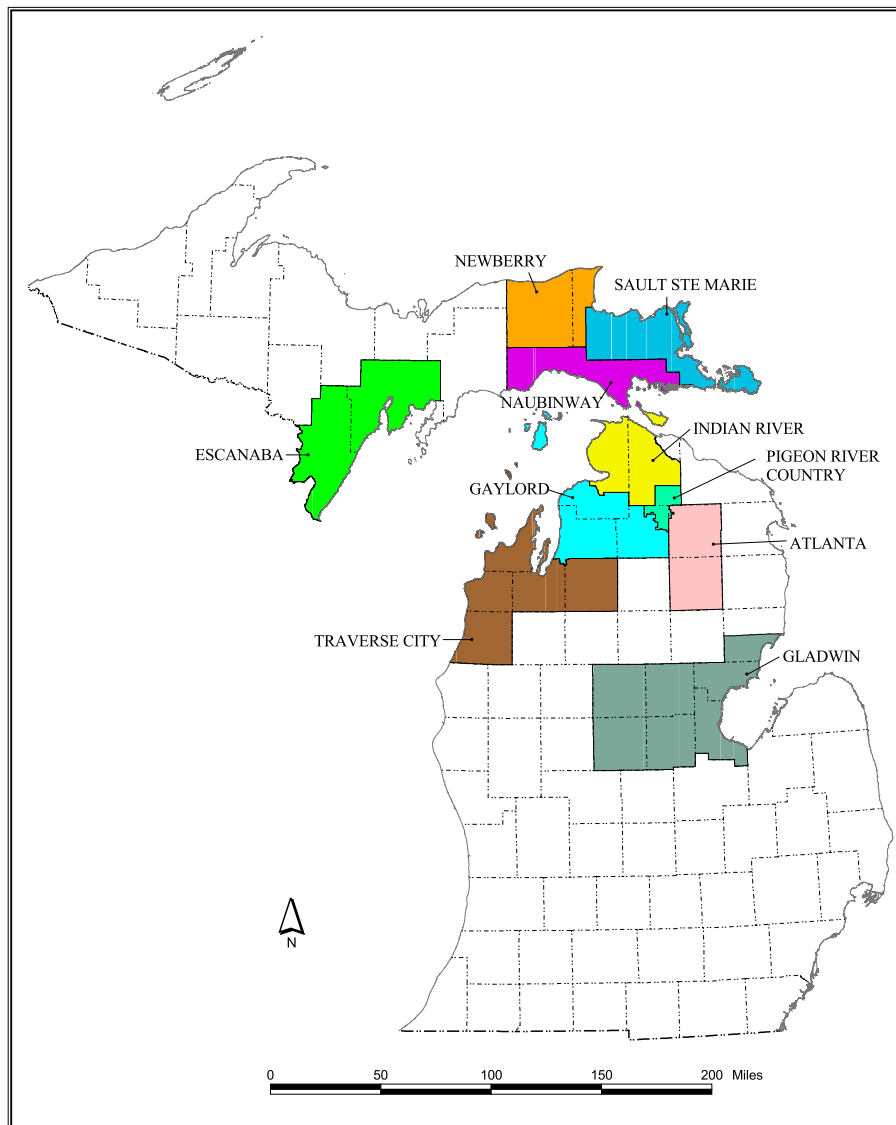 NEWBERRY
SAULT STE MARIE
NAUBINWAY
INDIAN RIVER
ESCANABA
PIGEON RIVER
COUNTRY
GAYLORD
ATLANTA
TRAVERSE CITY
GLADWIN
N
0 50 100 150 200 Miles